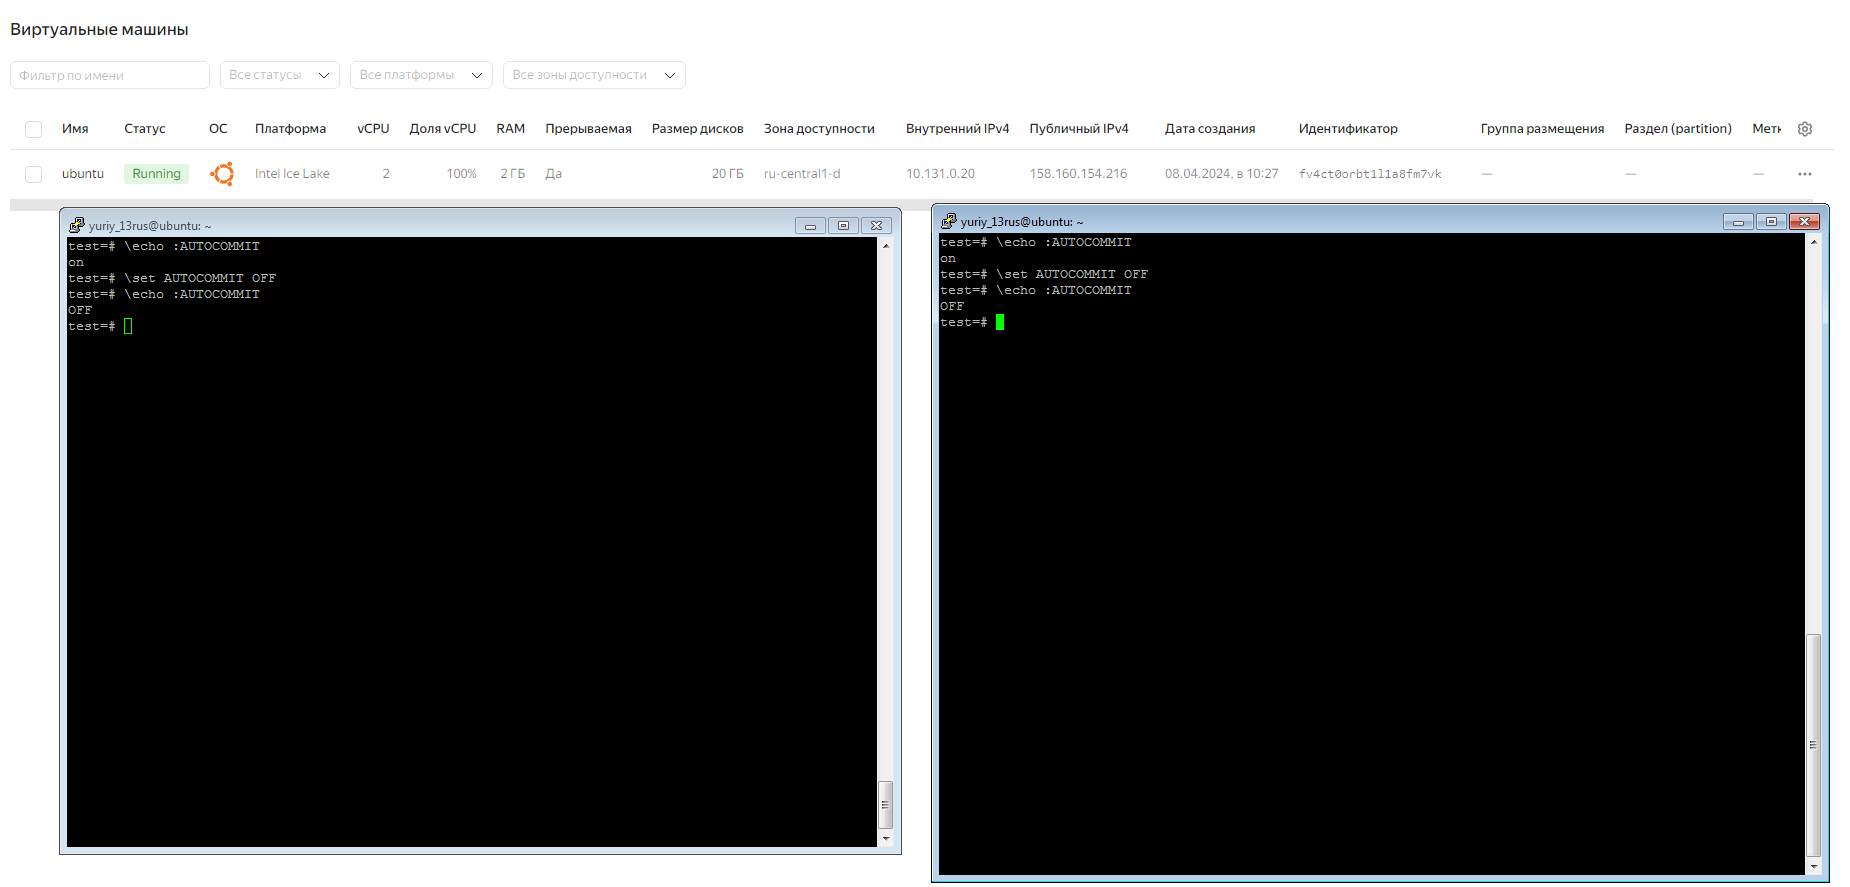 Виртуальные машины
Фильтр по имени Все статусы Все платформы Все зоны доступности
Имя Статус ОС Платформа vCPU Доля vCPU RAM Прерываемая Размер дисков Зона доступности Внутренний IPv4 Публичный IPv4 Дата создания Идентификатор Группа размещения Раздел (partition) Метк
ubuntu Running Intel Ice Lake 2 100% 2 ГБ Да 20 ГБ ru-central1-d 10.131.0.20 158.160.154.216 08.04.2024, в 10:27 fv4ct0orbt1l1a8fm7vk — — —
yuriy_13rus@ubuntu: ~
test=# \echo :AUTOCOMMIT
on
test=# \set AUTOCOMMIT OFF
test=# \echo :AUTOCOMMIT
OFF
test=#
yuriy_13rus@ubuntu: ~
test=# \echo :AUTOCOMMIT
on
test=# \set AUTOCOMMIT OFF
test=# \echo :AUTOCOMMIT
OFF
test=#